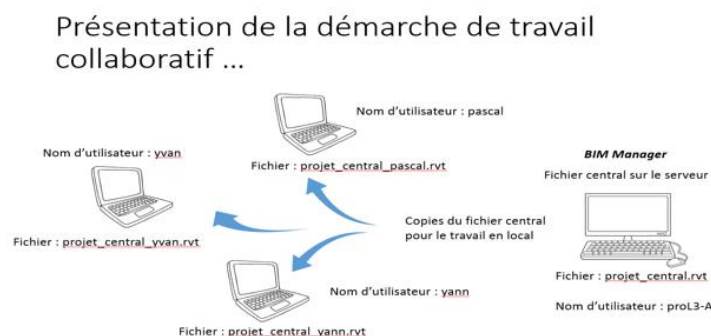 Présentation de la démarche de travail
collaboratif ...
Nom d'utilisateur : pascal
Nom d'utilisateur : yvan
Fichier : projet_central_pascal.rvt
BIM Manager
Fichier central sur le serveur
Copies du fichier central
pour le travail en local
Fichier : projet_central_yvan.rvt
Fichier : projet_central.rvt
Nom d'utilisateur : yann
Nom d'utilisateur : proL3-A
Fichier : projet_central_yann.rvt